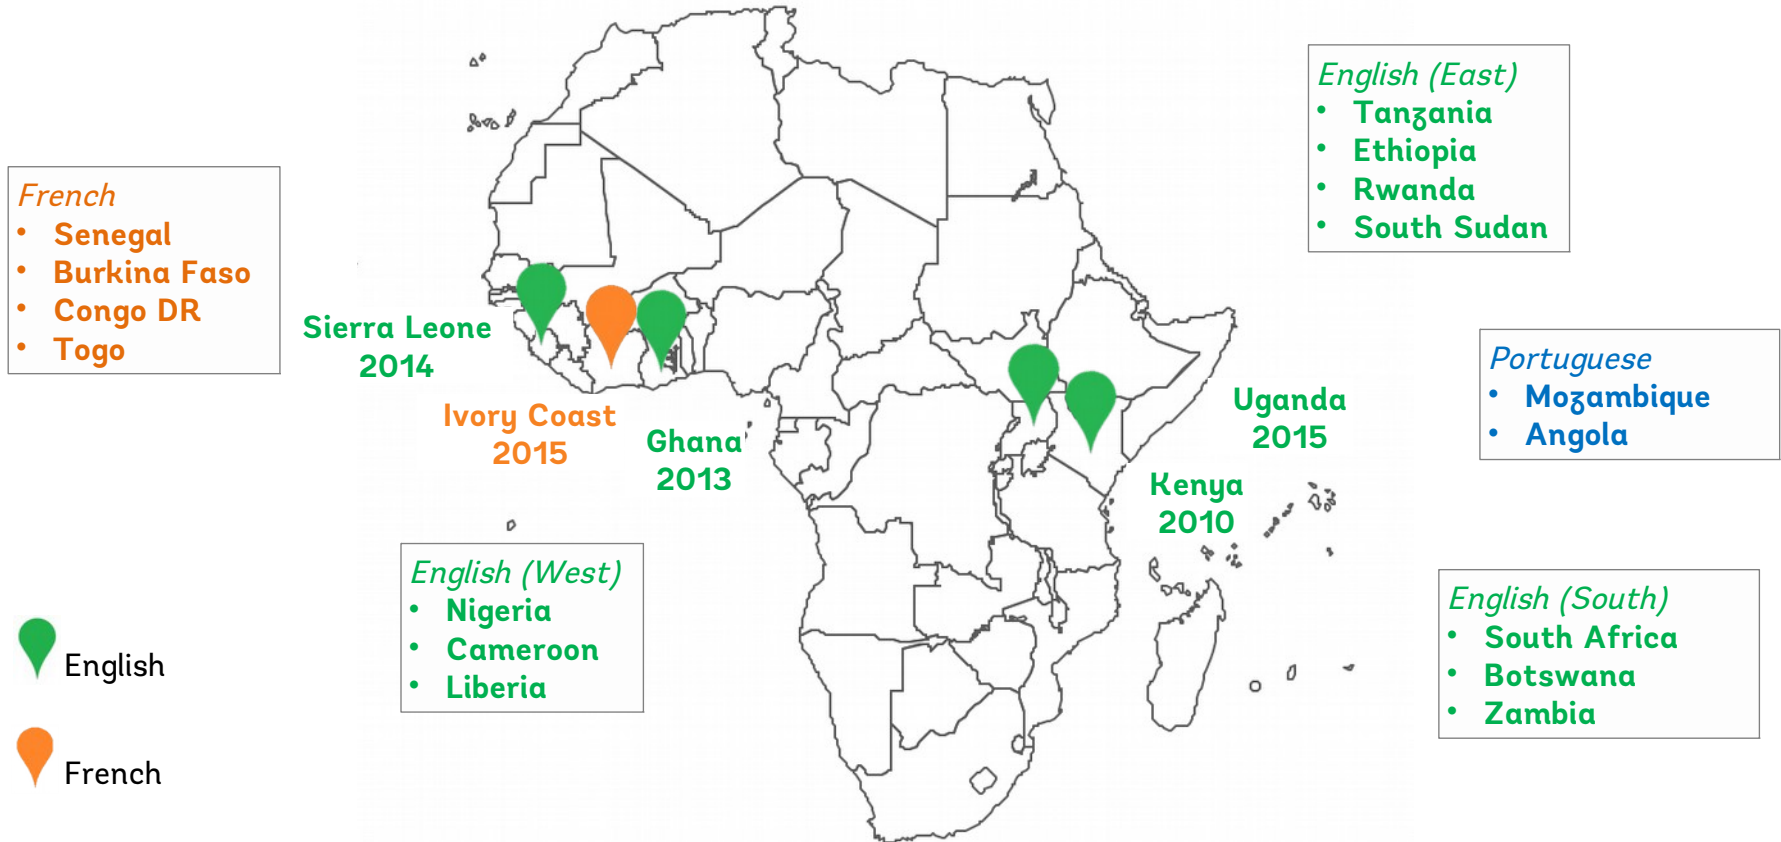 English (East)
• Tanzania
• Ethiopia
• Rwanda
• South Sudan
French
• Senegal
• Burkina Faso
• Congo DR
• Togo
Sierra Leone
2014
Ivory Coast
2015
Ghana
2013
Uganda
2015
Kenya
2010
Portuguese
• Mozambique
• Angola
English (West)
• Nigeria
• Cameroon
• Liberia
English (South)
• South Africa
• Botswana
• Zambia
English
French